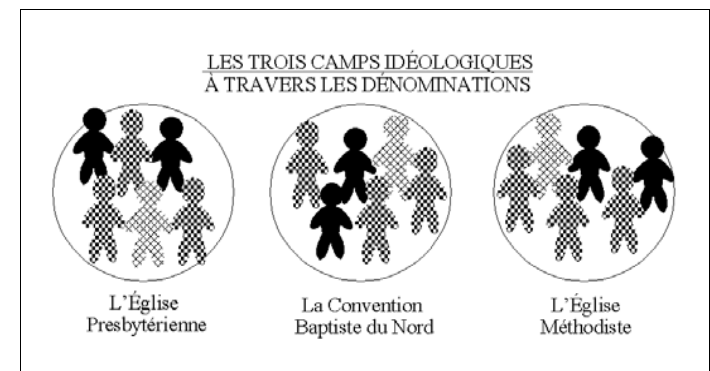 LES TROIS CAMPS IDÉOLOGIQUES
À TRAVERS LES DÉNOMINATIONS
L'Église
Presbytérienne
La Convention
Baptiste du Nord
L'Église
Méthodiste